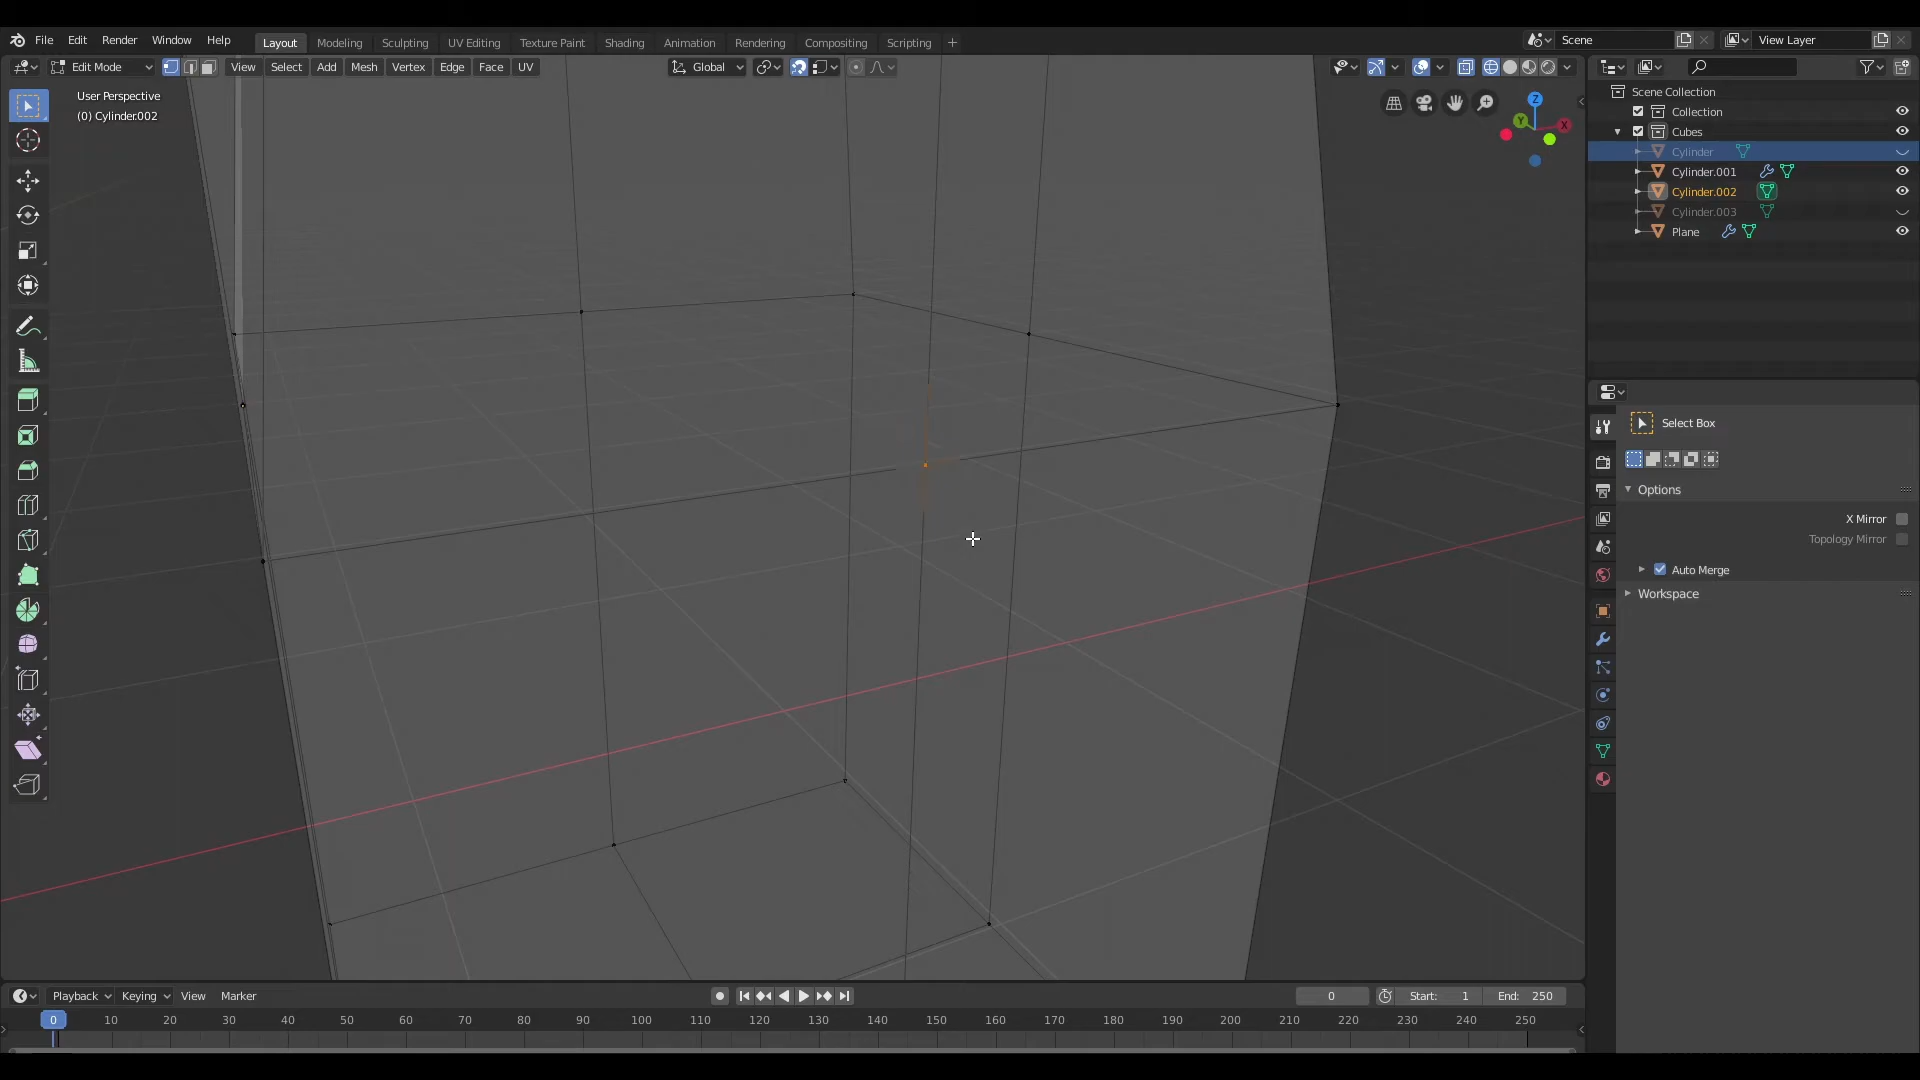 File Edit Render Window Help Layout Modeling Sculpting UV Editing Texture Paint Shading Animation Rendering Compositing Scripting + Scene View Layer
Edit Mode View Select Add Mesh Vertex Edge Face UV Global
User Perspective
(0) Cylinder.002
Z
Y
X
Scene Collection
Collection
Cubes
Cylinder
Cylinder.001
Cylinder.002
Cylinder.003
Plane
Select Box
Options
X Mirror
Topology Mirror
Auto Merge
Workspace
Playback Keying View Marker 0 Start: 1 End: 250
0 10 20 30 40 50 60 70 80 90 100 110 120 130 140 150 160 170 180 190 200 210 220 230 240 250